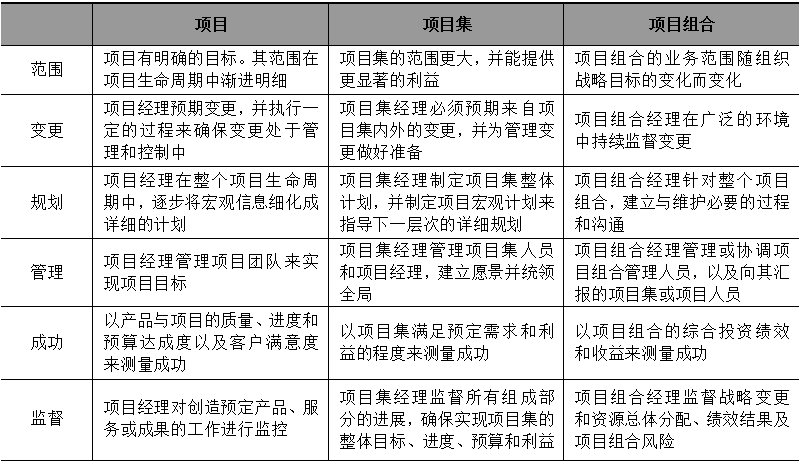 项目 项目集 项目组合
范围
项目有明确的目标。其范围在
项目生命周期中渐进明细
项目集的范围更大，并能提供
更显著的利益
项目组合的业务范围随组织
战略目标的变化而变化
变更
项目经理预期变更，并执行一
定的过程来确保变更处于管
理和控制中
项目集经理必须预期来自项
目集内外的变更，并为管理变
更做好准备
项目组合经理在广泛的环境
中持续监督变更
规划
项目经理在整个项目生命周
期中，逐步将宏观信息细化成
详细的计划
项目集经理制定项目集整体
计划，并制定项目宏观计划来
指导下一层次的详细规划
项目组合经理针对整个项目
组合，建立与维护必要的过程
和沟通
管理
项目经理管理项目团队来实
现项目目标
项目集经理管理项目集人员
和项目经理，建立愿景并统领
全局
项目组合经理管理或协调项
目组合管理人员，以及向其汇
报的项目集或项目人员
成功
以产品与项目的质量、进度和
预算达成度以及客户满意度
来测量成功
以项目集满足预定需求和利
益的程度来测量成功
以项目组合的综合投资绩效
和收益来测量成功
监督
项目经理对创造预定产品、服
务或成果的工作进行监控
项目集经理监督所有组成部
分的进展，确保实现项目集的
整体目标、进度、预算和利益
项目组合经理监督战略变更
和资源总体分配、绩效结果及
项目组合风险